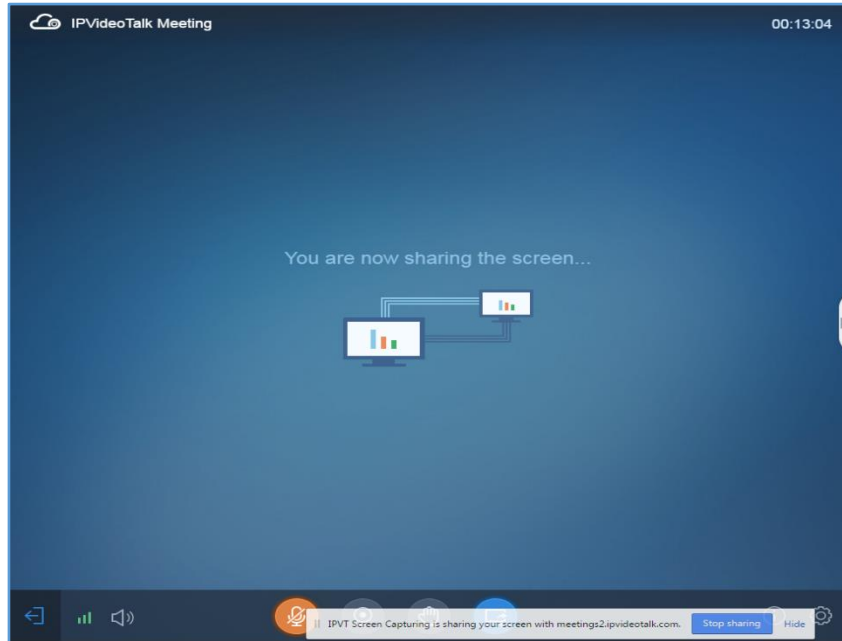 IPVideoTalk Meeting
00:13:04
You are now sharing the screen...
IPVT Screen Capturing is sharing your screen with meetings2.ipvideotalk.com. Stop sharing Hide